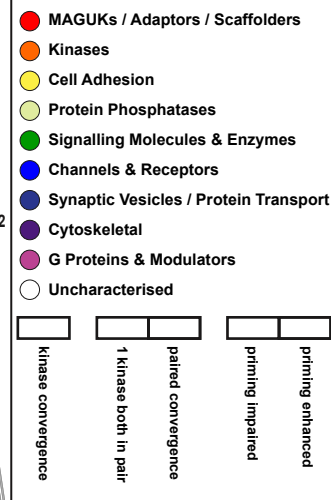 MAGUKs / Adaptors / Scaffolders
Kinases
Cell Adhesion
Protein Phosphatases
Signalling Molecules & Enzymes
Channels & Receptors
Synaptic Vesicles / Protein Transport
2
Cytoskeletal
G Proteins & Modulators
Uncharacterised
kinase convergence
1 kinase both in pair
paired convergence
priming impaired
priming enhanced